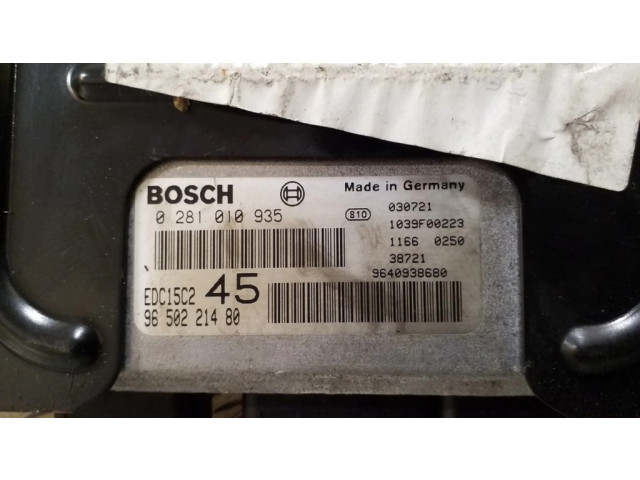 BOSCH
Made in Germany
0 281 010 935
810
030721
1039F00223
1166 0250
38721
9640938680
EDC15C2 45
96 502 214 80